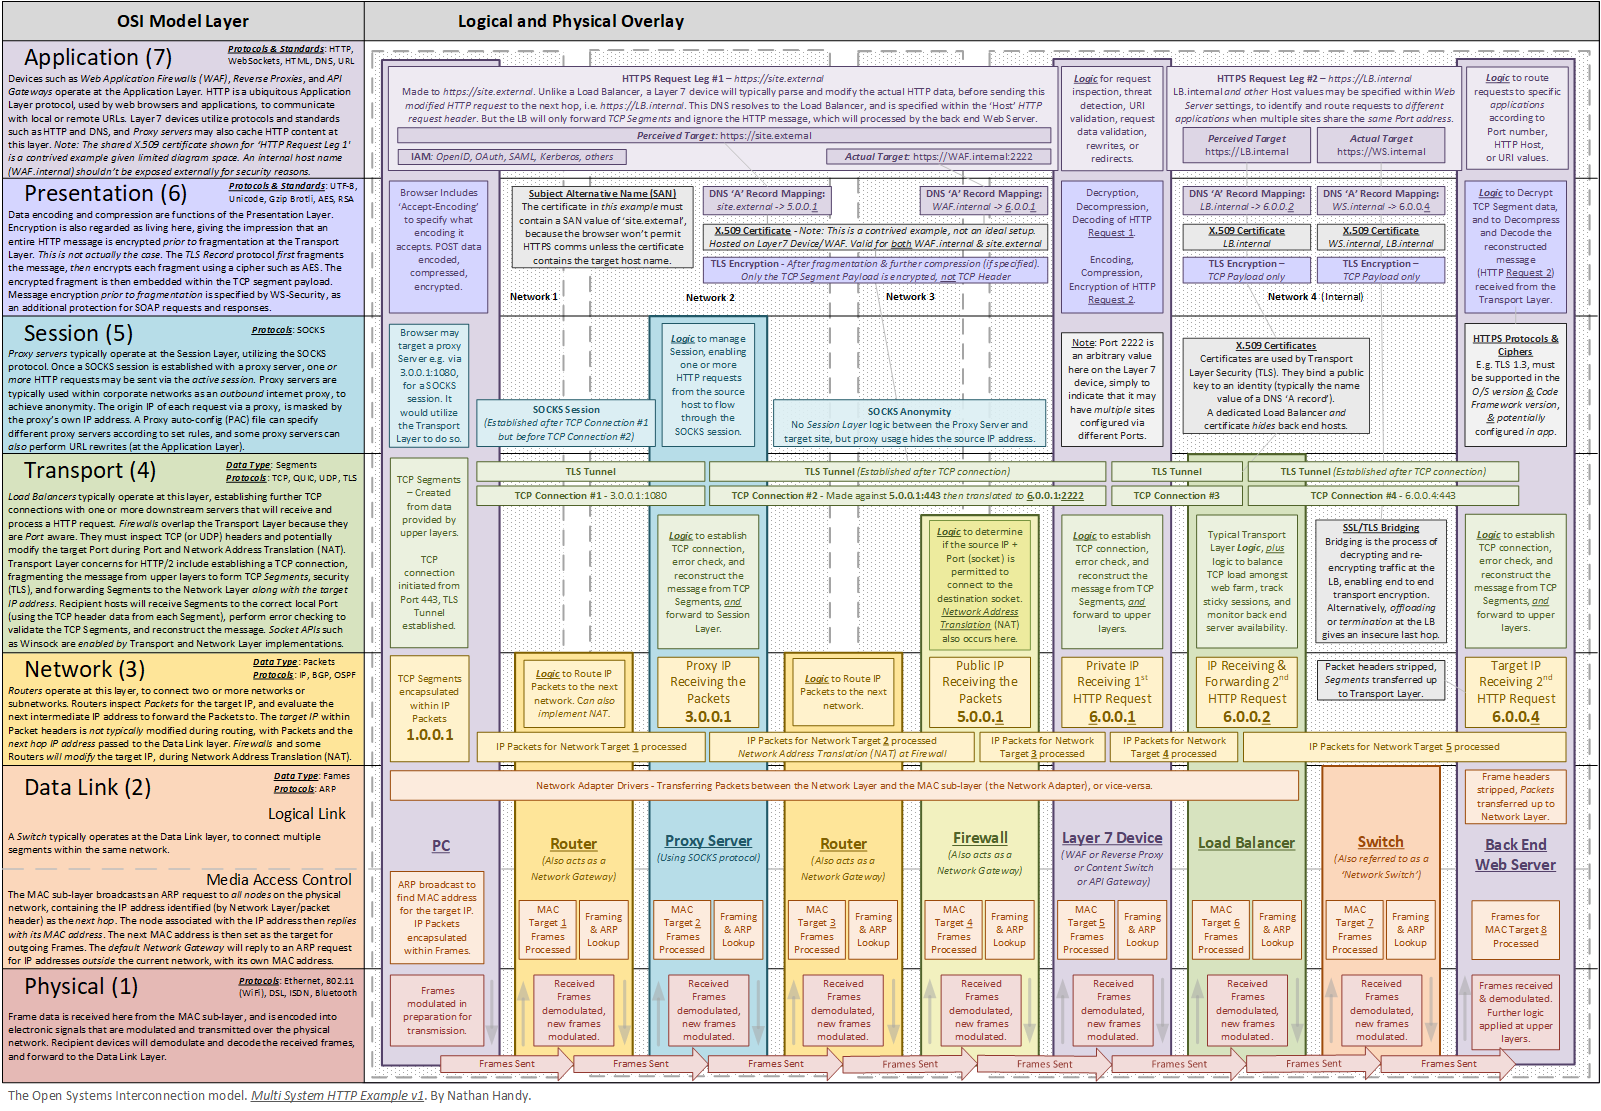 OSI Model Layer
Logical and Physical Overlay
Application (7)
Protocols & Standards: HTTP,
WebSockets, HTML, DNS, URL
Devices such as Web Application Firewalls (WAF), Reverse Proxies, and API
Gateways operate at the Application Layer. HTTP is a ubiquitous Application
Layer protocol, used by web browsers and applications, to communicate
with local or remote URLs. Layer 7 devices utilize protocols and standards
such as HTTP and DNS, and Proxy servers may also cache HTTP content at
this layer. Note: The shared X.509 certificate shown for ‘HTTP Request Leg 1’
is a contrived example given limited diagram space. An internal host name
(WAF.internal) shouldn’t be exposed externally for security reasons.
HTTPS Request Leg #1 – https://site.external
Made to https://site.external. Unlike a Load Balancer, a Layer 7 device will typically parse and modify the actual HTTP data, before sending this
modified HTTP request to the next hop, i.e. https://LB.internal. This DNS resolves to the Load Balancer, and is specified within the ‘Host’ HTTP
request header. But the LB will only forward TCP Segments and ignore the HTTP message, which will processed by the back end Web Server.
Perceived Target: https://site.external
IAM: OpenID, OAuth, SAML, Kerberos, others
Actual Target: https://WAF.internal:2222
Logic for request
inspection, threat
detection, URI
validation, request
data validation,
rewrites, or
redirects.
HTTPS Request Leg #2 – https://LB.internal
LB.internal and other Host values may be specified within Web
Server settings, to identify and route requests to different
applications when multiple sites share the same Port address.
Perceived Target
https://LB.internal
Actual Target
https://WS.internal
Logic to route
requests to specific
applications
according to
Port number,
HTTP Host,
or URI values.
Presentation (6)
Protocols & Standards: UTF-8,
Unicode, Gzip Brotli, AES, RSA
Data encoding and compression are functions of the Presentation Layer.
Encryption is also regarded as living here, giving the impression that an
entire HTTP message is encrypted prior to fragmentation at the Transport
Layer. This is not actually the case. The TLS Record protocol first fragments
the message, then encrypts each fragment using a cipher such as AES. The
encrypted fragment is then embedded within the TCP segment payload.
Message encryption prior to fragmentation is specified by WS-Security, as
an additional protection for SOAP requests and responses.
Browser Includes
‘Accept-Encoding’
to specify what
encoding it
accepts. POST data
encoded,
compressed,
encrypted.
Subject Alternative Name (SAN)
The certificate in this example must
contain a SAN value of ‘site.external’,
because the browser won’t permit
HTTPS comms unless the certificate
contains the target host name.
DNS ‘A’ Record Mapping:
site.external -> 5.0.0.1
DNS ‘A’ Record Mapping:
WAF.internal -> 6.0.0.1
X.509 Certificate - Note: This is a contrived example, not an ideal setup.
Hosted on Layer7 Device/WAF. Valid for both WAF.internal & site.external
TLS Encryption - After fragmentation & further compression (if specified).
Only the TCP Segment Payload is encrypted, not TCP Header
Network 1
Network 2
Network 3
Decryption,
Decompression,
Decoding of HTTP
Request 1.
Encoding,
Compression,
Encryption of HTTP
Request 2.
DNS ‘A’ Record Mapping:
LB.internal -> 6.0.0.2
DNS ‘A’ Record Mapping:
WS.internal -> 6.0.0.4
X.509 Certificate
LB.internal
X.509 Certificate
WS.internal, LB.internal
TLS Encryption –
TCP Payload only
TLS Encryption –
TCP Payload only
Network 4 (Internal)
Logic to Decrypt
TCP Segment data,
and to Decompress
and Decode the
reconstructed
message
(HTTP Request 2)
received from the
Transport Layer.
Session (5)
Protocols: SOCKS
Proxy servers typically operate at the Session Layer, utilizing the SOCKS
protocol. Once a SOCKS session is established with a proxy server, one or
more HTTP requests may be sent via the active session. Proxy servers are
typically used within corporate networks as an outbound internet proxy, to
achieve anonymity. The origin IP of each request via a proxy, is masked by
the proxy’s own IP address. A Proxy auto-config (PAC) file can specify
different proxy servers according to set rules, and some proxy servers can
also perform URL rewrites (at the Application Layer).
Browser may
target a proxy
Server e.g. via
3.0.0.1:1080,
for a SOCKS
session. It
would utilize
the Transport
Layer to do so.
SOCKS Session
(Established after TCP Connection #1
but before TCP Connection #2)
Logic to manage
Session, enabling
one or more
HTTP requests
from the source
host to flow
through the
SOCKS session.
SOCKS Anonymity
No Session Layer logic between the Proxy Server and
target site, but proxy usage hides the source IP address.
Note: Port 2222 is
an arbitrary value
here on the Layer 7
device, simply to
indicate that it may
have multiple sites
configured via
different Ports.
X.509 Certificates
Certificates are used by Transport
Layer Security (TLS). They bind a public
key to an identity (typically the name
value of a DNS ‘A record’).
A dedicated Load Balancer and
certificate hides back end hosts.
HTTPS Protocols &
Ciphers
E.g. TLS 1.3, must
be supported in the
O/S version & Code
Framework version,
& potentially
configured in app.
Transport (4)
Data Type: Segments
Protocols: TCP, QUIC, UDP, TLS
Load Balancers typically operate at this layer, establishing further TCP
connections with one or more downstream servers that will receive and
process a HTTP request. Firewalls overlap the Transport Layer because they
are Port aware. They must inspect TCP (or UDP) headers and potentially
modify the target Port during Port and Network Address Translation (NAT).
Transport Layer concerns for HTTP/2 include establishing a TCP connection,
fragmenting the message from upper layers to form TCP Segments, security
(TLS), and forwarding Segments to the Network Layer along with the target
IP address. Recipient hosts will receive Segments to the correct local Port
(using the TCP header data from each Segment), perform error checking to
validate the TCP Segments, and reconstruct the message. Socket APIs such
as Winsock are enabled by Transport and Network Layer implementations.
TCP Segments
– Created
from data
provided by
upper layers.
TCP
connection
initiated from
Port 443, TLS
Tunnel
established.
TLS Tunnel
TLS Tunnel (Established after TCP connection)
TLS Tunnel
TLS Tunnel (Established after TCP connection)
TCP Connection #1 - 3.0.0.1:1080
TCP Connection #2 - Made against 5.0.0.1:443 then translated to 6.0.0.1:2222
TCP Connection #3
TCP Connection #4 - 6.0.0.4:443
Logic to establish
TCP connection,
error check, and
reconstruct the
message from TCP
Segments, and
forward to Session
Layer.
Logic to determine
if the source IP +
Port (socket) is
permitted to
connect to the
destination socket.
Network Address
Translation (NAT)
also occurs here.
Logic to establish
TCP connection,
error check, and
reconstruct the
message from TCP
Segments, and
forward to upper
layers.
Typical Transport
Layer Logic, plus
logic to balance
TCP load amongst
web farm, track
sticky sessions, and
monitor back end
server availability.
SSL/TLS Bridging
Bridging is the process of
decrypting and re-
encrypting traffic at the
LB, enabling end to end
transport encryption.
Alternatively, offloading
or termination at the LB
gives an insecure last hop.
Logic to establish
TCP connection,
error check, and
reconstruct the
message from TCP
Segments, and
forward to upper
layers.
Network (3)
Data Type: Packets
Protocols: IP, BGP, OSPF
Routers operate at this layer, to connect two or more networks or
subnetworks. Routers inspect Packets for the target IP, and evaluate the
next intermediate IP address to forward the Packets to. The target IP within
Packet headers is not typically modified during routing, with Packets and the
next hop IP address passed to the Data Link layer. Firewalls and some
Routers will modify the target IP, during Network Address Translation (NAT).
TCP Segments
encapsulated
within IP
Packets
1.0.0.1
Logic to Route IP
Packets to the next
network. Can also
implement NAT.
Proxy IP
Receiving the
Packets
3.0.0.1
Logic to Route IP
Packets to the next
network.
Public IP
Receiving the
Packets
5.0.0.1
Private IP
Receiving 1st
HTTP Request
6.0.0.1
IP Receiving &
Forwarding 2nd
HTTP Request
6.0.0.2
Packet headers stripped,
Segments transferred up
to Transport Layer.
Target IP
Receiving 2nd
HTTP Request
6.0.0.4
IP Packets for Network Target 1 processed
IP Packets for Network Target 2 processed
Network Address Translation (NAT) at Firewall
IP Packets for Network
Target 3 processed
IP Packets for Network
Target 4 processed
IP Packets for Network Target 5 processed
Data Link (2)
Data Type: Fames
Protocols: ARP
Logical Link
A Switch typically operates at the Data Link layer, to connect multiple
segments within the same network.
Media Access Control
The MAC sub-layer broadcasts an ARP request to all nodes on the physical
network, containing the IP address identified (by Network Layer/packet
header) as the next hop. The node associated with the IP address then replies
with its MAC address. The next MAC address is then set as the target for
outgoing Frames. The default Network Gateway will reply to an ARP request
for IP addresses outside the current network, with its own MAC address.
Network Adapter Drivers - Transferring Packets between the Network Layer and the MAC sub-layer (the Network Adapter), or vice-versa.
Frame headers
stripped, Packets
transferred up to
Network Layer.
PC
Router
(Also acts as a
Network Gateway)
Proxy Server
(Using SOCKS protocol)
Router
(Also acts as a
Network Gateway)
Firewall
(Also acts as a
Network Gateway)
Layer 7 Device
(WAF or Reverse Proxy
or Content Switch
or API Gateway)
Load Balancer
Switch
(Also referred to as a
‘Network Switch’)
Back End
Web Server
ARP broadcast to
find MAC address
for the target IP.
IP Packets
encapsulated
within Frames.
MAC
Target 1
Frames
Processed
Framing
& ARP
Lookup
MAC
Target 2
Frames
Processed
Framing
& ARP
Lookup
MAC
Target 3
Frames
Processed
Framing
& ARP
Lookup
MAC
Target 4
Frames
Processed
Framing
& ARP
Lookup
MAC
Target 5
Frames
Processed
Framing
& ARP
Lookup
MAC
Target 6
Frames
Processed
Framing
& ARP
Lookup
MAC
Target 7
Frames
Processed
Framing
& ARP
Lookup
Frames for
MAC Target 8
Processed
Physical (1)
Protocols: Ethernet, 802.11
(WiFi), DSL, ISDN, Bluetooth
Frame data is received here from the MAC sub-layer, and is encoded into
electronic signals that are modulated and transmitted over the physical
network. Recipient devices will demodulate and decode the received frames,
and forward to the Data Link Layer.
Frames
modulated in
preparation for
transmission.
Received
Frames
demodulated,
new frames
modulated.
Received
Frames
demodulated,
new frames
modulated.
Received
Frames
demodulated,
new frames
modulated.
Received
Frames
demodulated,
new frames
modulated.
Received
Frames
demodulated,
new frames
modulated.
Received
Frames
demodulated,
new frames
modulated.
Received
Frames
demodulated,
new frames
modulated.
Frames received
& demodulated.
Further logic
applied at upper
layers.
Frames Sent
Frames Sent
Frames Sent
Frames Sent
Frames Sent
Frames Sent
Frames Sent
Frames Sent
The Open Systems Interconnection model. Multi System HTTP Example v1. By Nathan Handy.